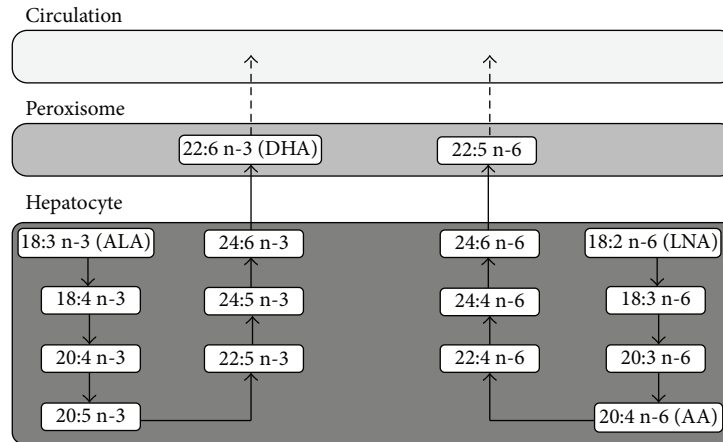 Circulation
Peroxisome
22:6 n-3 (DHA)
22:5 n-6
Hepatocyte
18:3 n-3 (ALA)
24:6 n-3
24:6 n-6
18:2 n-6 (LNA)
18:4 n-3
24:5 n-3
24:4 n-6
18:3 n-6
20:4 n-3
22:5 n-3
22:4 n-6
20:3 n-6
20:5 n-3
20:4 n-6 (AA)